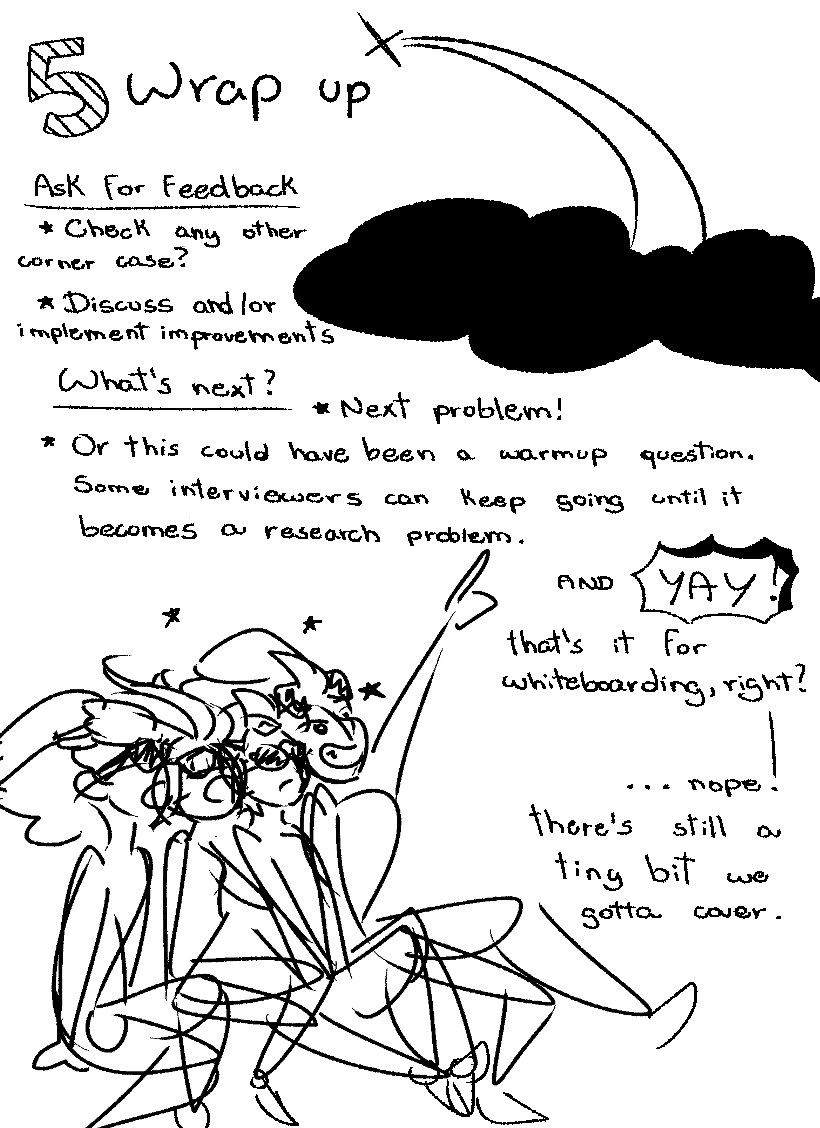 5 Wrap up
Ask for Feedback
* Check any other
corner case?
* Discuss and/or
implement improvements
What's next?
* Next problem!
* Or this could have been a warmup question.
Some interviewers can keep going until it
becomes a research problem.
AND YAY!
that's it for
whiteboarding, right?
... nope.
there's still a
tiny bit we
gotta cover.